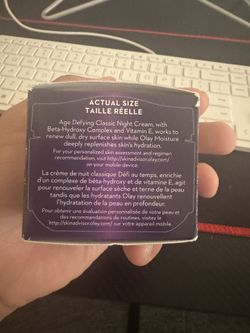 ACTUAL SIZE
TAILLE RÉELLE
Age Defying Classic Night Cream, with
Beta-Hydroxy Complex and Vitamin E, works to
renew dull, dry surface skin while Olay Moisture
deeply replenishes skin's hydration.
For your personalized skin assessment and regimen
recommendation, visit http://skinadvisor.olay.com/
on your mobile device.
La crème de nuit classique Défi au temps, enrichie
d'un complexe de bêta hydroxy et de vitamine E, agit
pour renouveler la surface sèche et terne de la peau
tandis que les hydratants Olay renouvellent
l'hydratation de la peau en profondeur.
Pour obtenir une évaluation personnalisée de votre peau et
des recommandations de routines, visitez le
http://skinadvisor.olay.com/ sur votre appareil mobile.